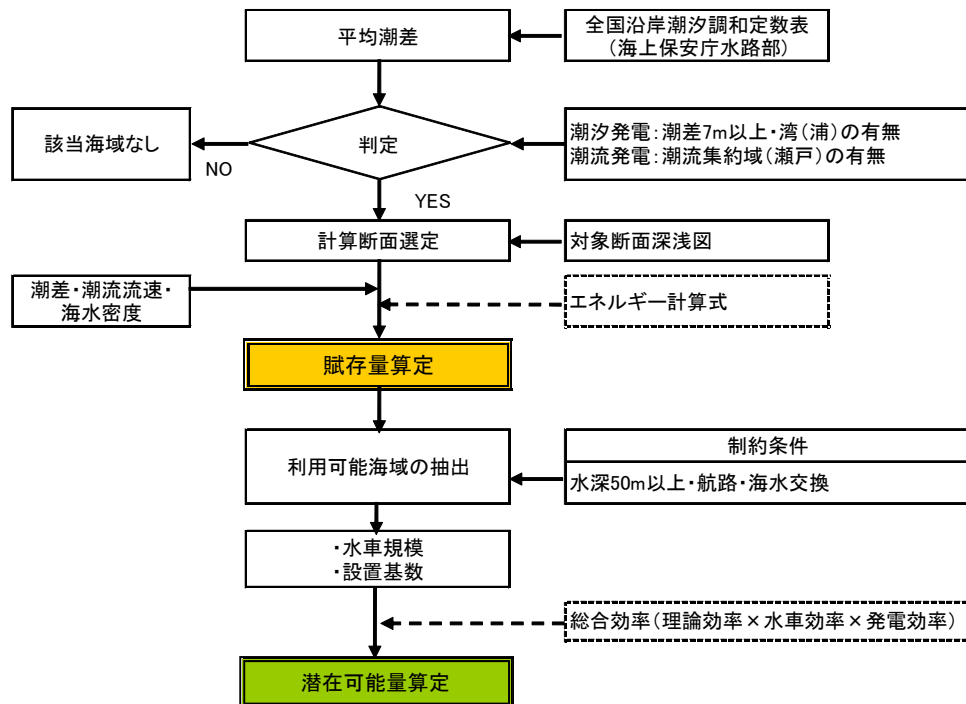 平均潮差
全国沿岸潮汐調和定数表
(海上保安庁水路部)
該当海域なし
判定
潮汐発電:潮差7m以上・湾(浦)の有無
潮流発電:潮流集約域(瀬戸)の有無
NO
YES
計算断面選定
対象断面深浅図
潮差・潮流流速・
海水密度
エネルギー計算式
賦存量算定
利用可能海域の抽出
制約条件
水深50m以上・航路・海水交換
・水車規模
・設置基数
総合効率(理論効率×水車効率×発電効率)
潜在可能量算定